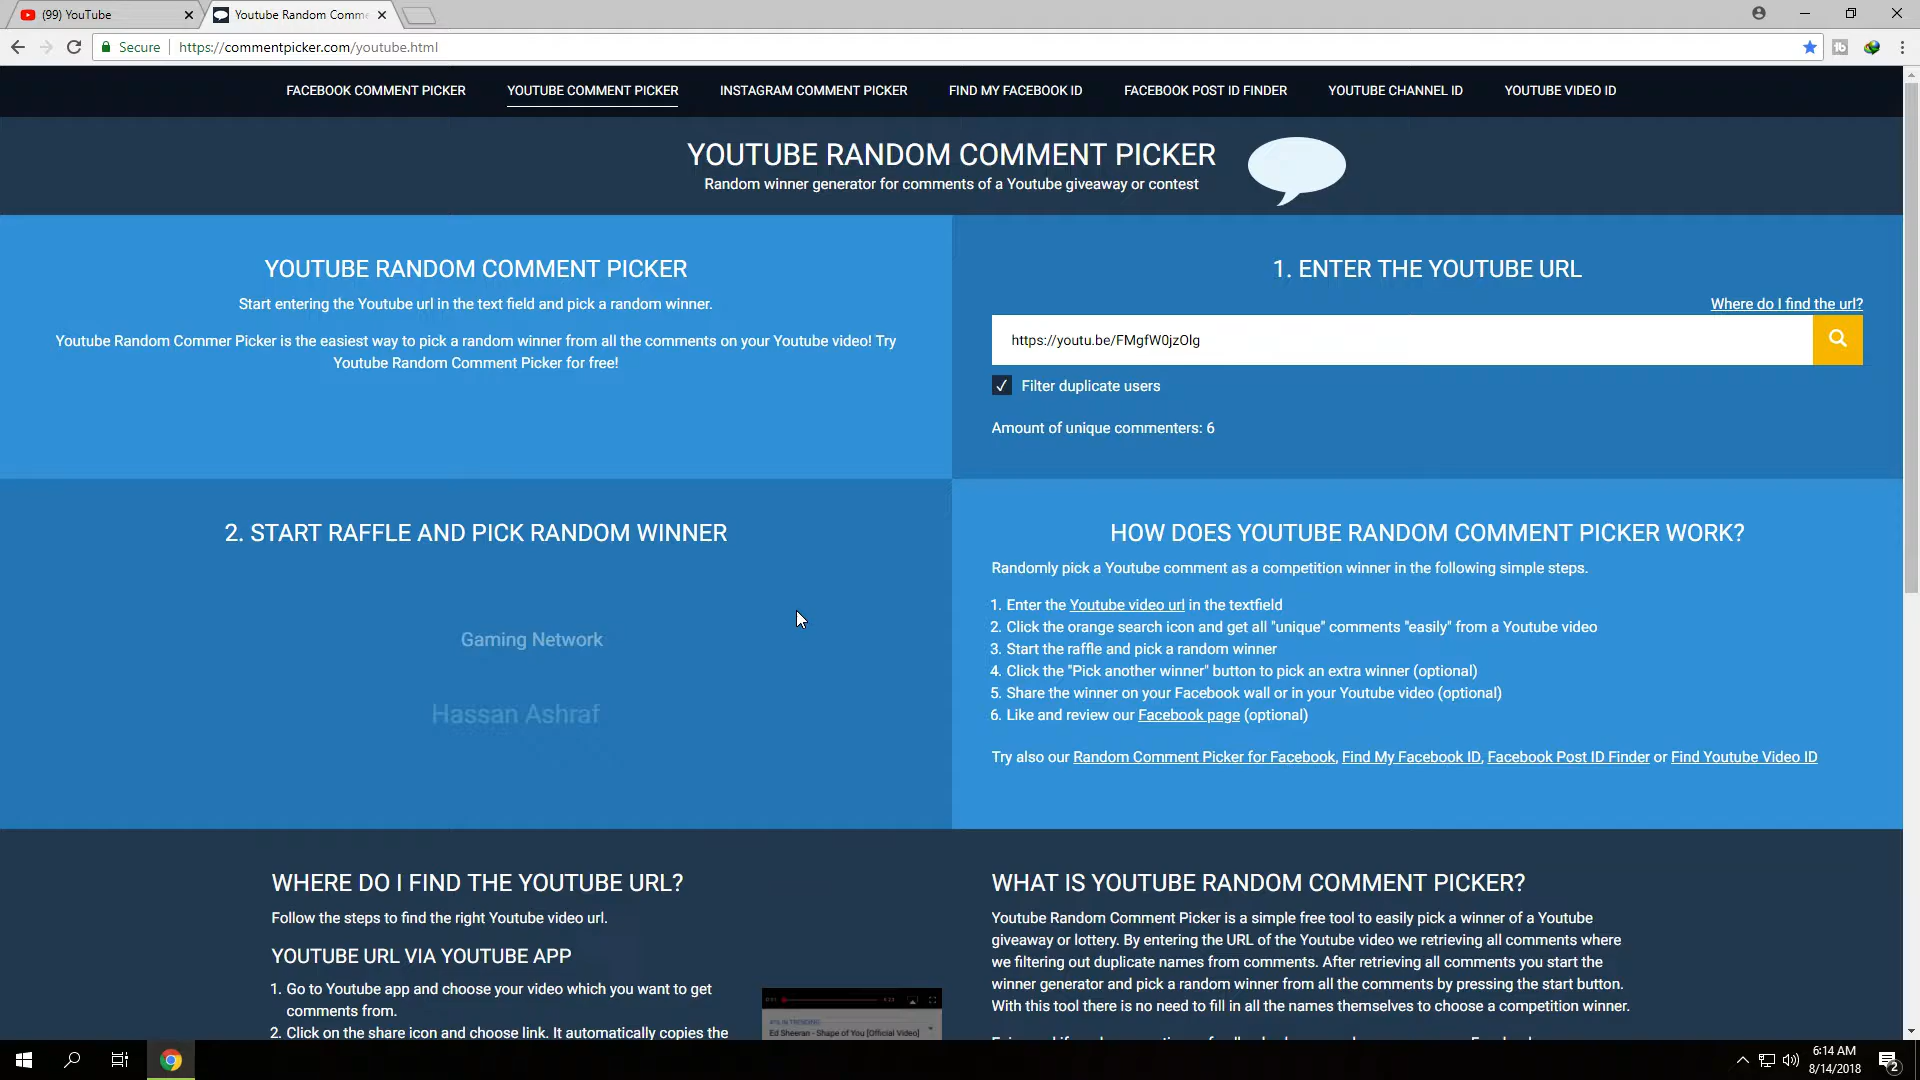 (99) YouTube
Youtube Random Comme
Secure
https://commentpicker.com/youtube.html
FACEBOOK COMMENT PICKER
YOUTUBE COMMENT PICKER
INSTAGRAM COMMENT PICKER
FIND MY FACEBOOK ID
FACEBOOK POST ID FINDER
YOUTUBE CHANNEL ID
YOUTUBE VIDEO ID
YOUTUBE RANDOM COMMENT PICKER
Random winner generator for comments of a Youtube giveaway or contest
YOUTUBE RANDOM COMMENT PICKER
Start entering the Youtube url in the text field and pick a random winner.
Youtube Random Commer Picker is the easiest way to pick a random winner from all the comments on your Youtube video! Try
Youtube Random Comment Picker for free!
1. ENTER THE YOUTUBE URL
Where do I find the url?
https://youtu.be/FMgfW0jzOlg
Filter duplicate users
Amount of unique commenters: 6
2. START RAFFLE AND PICK RANDOM WINNER
Gaming Network
Hassan Ashraf
HOW DOES YOUTUBE RANDOM COMMENT PICKER WORK?
Randomly pick a Youtube comment as a competition winner in the following simple steps.
1. Enter the Youtube video url in the textfield
2. Click the orange search icon and get all "unique" comments "easily" from a Youtube video
3. Start the raffle and pick a random winner
4. Click the "Pick another winner" button to pick an extra winner (optional)
5. Share the winner on your Facebook wall or in your Youtube video (optional)
6. Like and review our Facebook page (optional)
Try also our Random Comment Picker for Facebook, Find My Facebook ID, Facebook Post ID Finder or Find Youtube Video ID
WHERE DO I FIND THE YOUTUBE URL?
Follow the steps to find the right Youtube video url.
YOUTUBE URL VIA YOUTUBE APP
1. Go to Youtube app and choose your video which you want to get
comments from.
2. Click on the share icon and choose link. It automatically copies the
Ed Sheeran - Shape of You [Official Video]
WHAT IS YOUTUBE RANDOM COMMENT PICKER?
Youtube Random Comment Picker is a simple free tool to easily pick a winner of a Youtube
giveaway or lottery. By entering the URL of the Youtube video we retrieving all comments where
we filtering out duplicate names from comments. After retrieving all comments you start the
winner generator and pick a random winner from all the comments by pressing the start button.
With this tool there is no need to fill in all the names themselves to choose a competition winner.
6:14 AM
8/14/2018
2